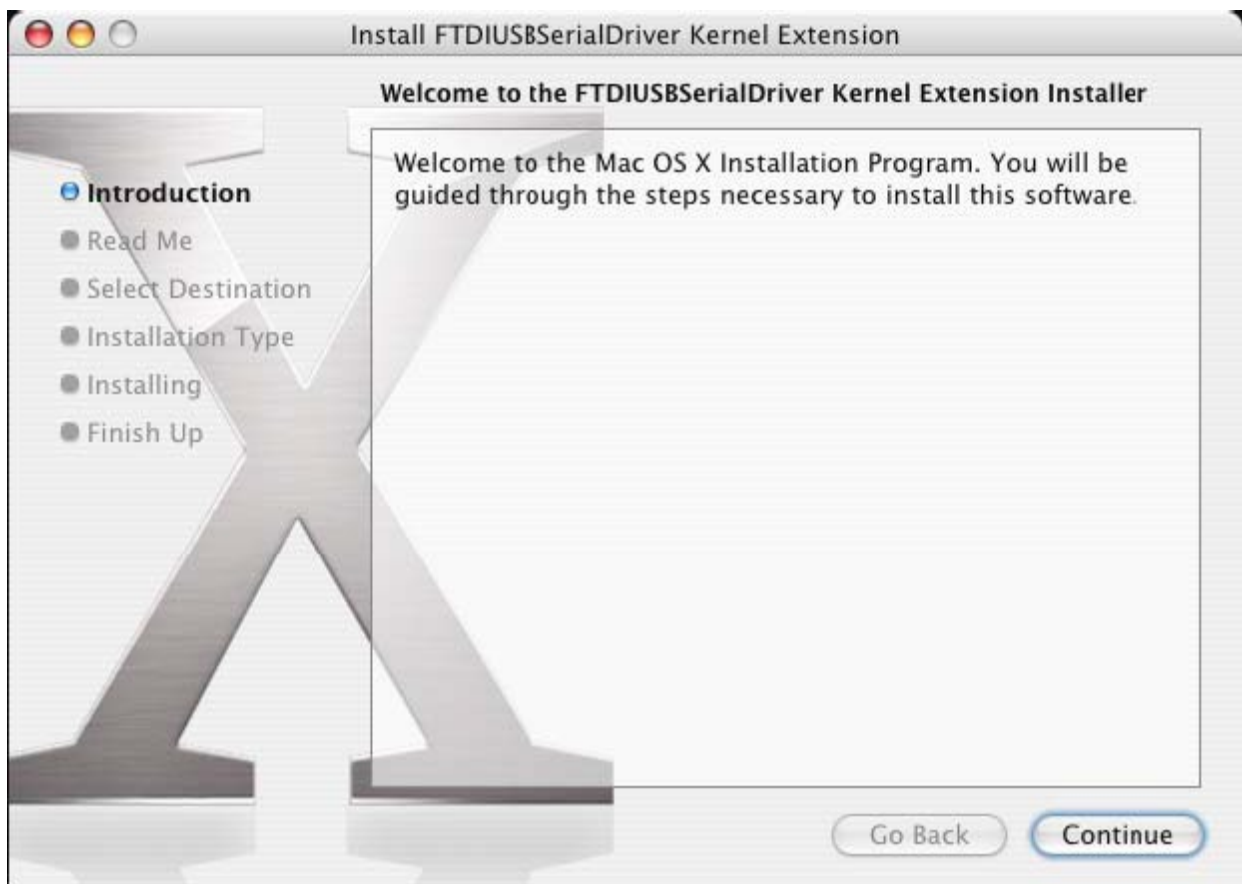 Install FTDIUSBSerialDriver Kernel Extension
Welcome to the FTDIUSBSerialDriver Kernel Extension Installer
Introduction
Read Me
Select Destination
Installation Type
Installing
Finish Up
Welcome to the Mac OS X Installation Program. You will be
guided through the steps necessary to install this software.
Go Back
Continue